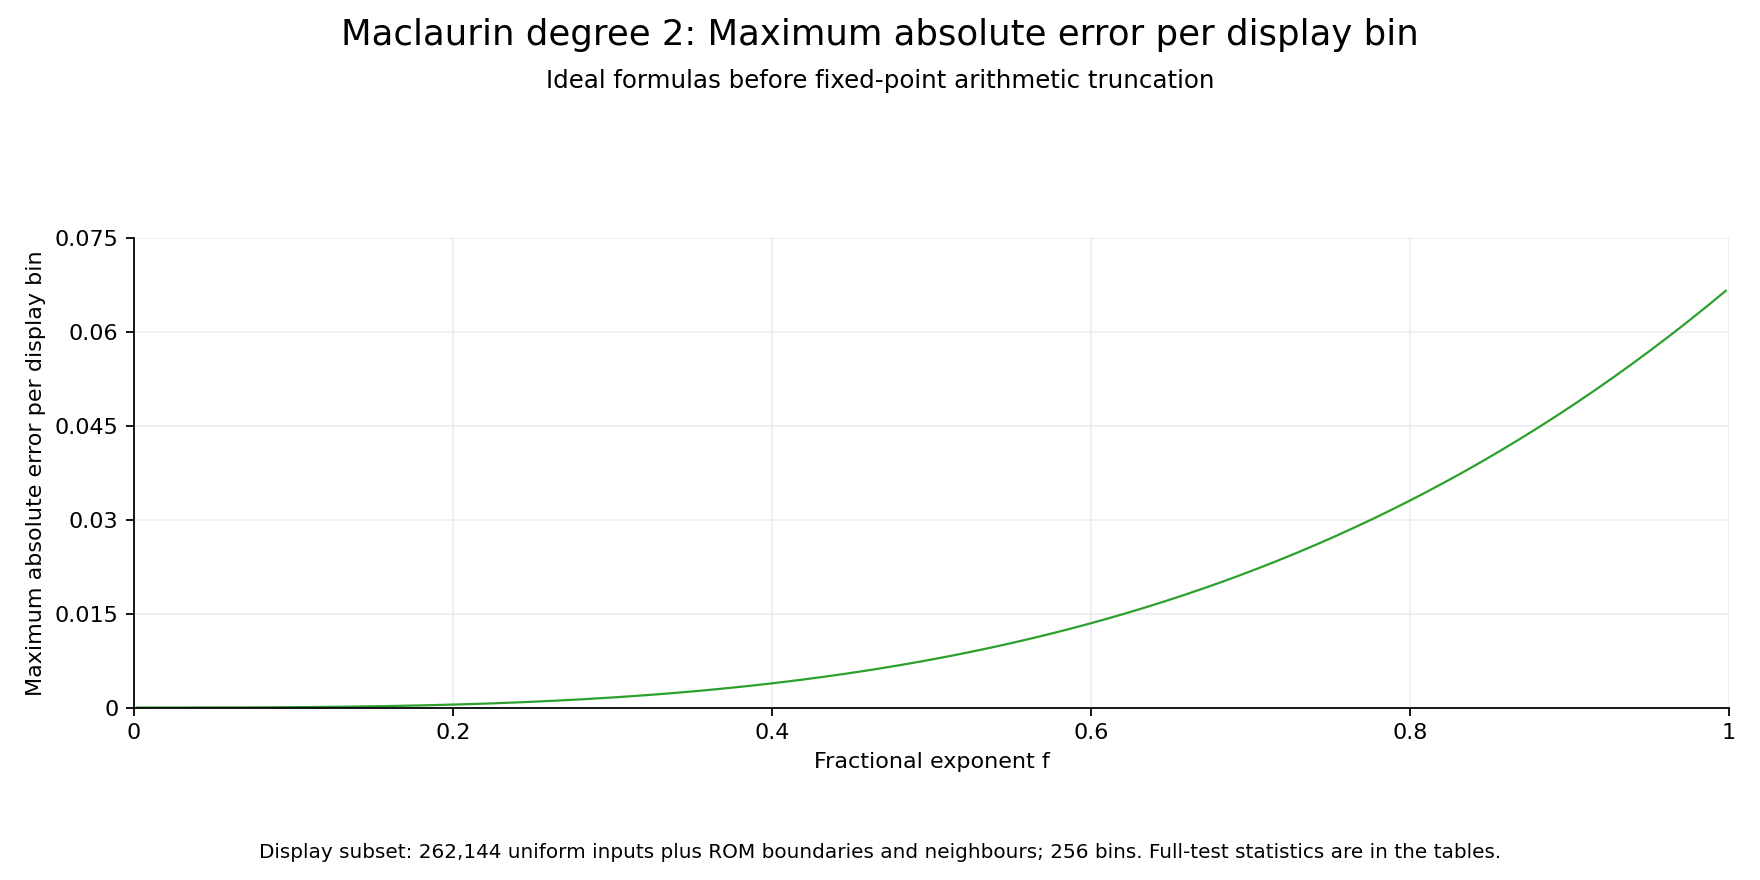 Maclaurin degree 2: Maximum absolute error per display bin
Ideal formulas before fixed-point arithmetic truncation
Maximum absolute error per display bin
0.075
0.06
0.045
0.03
0.015
0
0 0.2 0.4 0.6 0.8 1
Fractional exponent f
Display subset: 262,144 uniform inputs plus ROM boundaries and neighbours; 256 bins. Full-test statistics are in the tables.